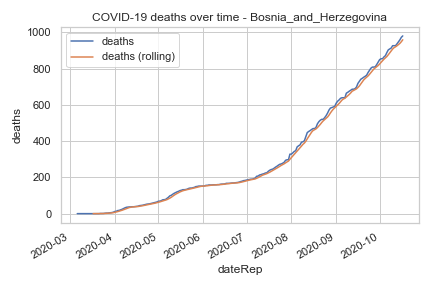 COVID-19 deaths over time - Bosnia_and_Herzegovina
deaths
deaths (rolling)
1000
800
600
400
200
0
deaths
2020-03
2020-04
2020-05
2020-06
2020-07
2020-08
2020-09
2020-10
dateRep